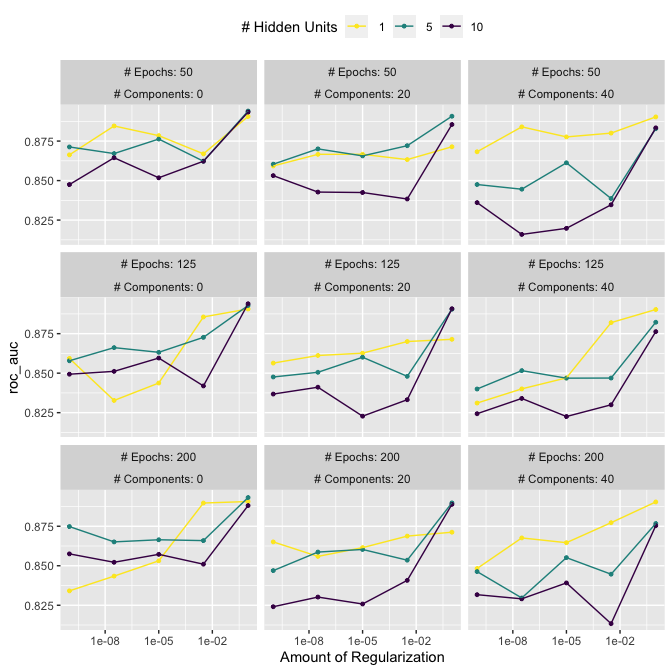 # Hidden Units 1 5 10
# Epochs: 50 # Epochs: 50 # Epochs: 50
# Components: 0 # Components: 20 # Components: 40
0.875
0.850
0.825
# Epochs: 125 # Epochs: 125 # Epochs: 125
# Components: 0 # Components: 20 # Components: 40
0.875
0.850
0.825
roc_auc
# Epochs: 200 # Epochs: 200 # Epochs: 200
# Components: 0 # Components: 20 # Components: 40
0.875
0.850
0.825
1e-08 1e-05 1e-02 1e-08 1e-05 1e-02 1e-08 1e-05 1e-02
Amount of Regularization